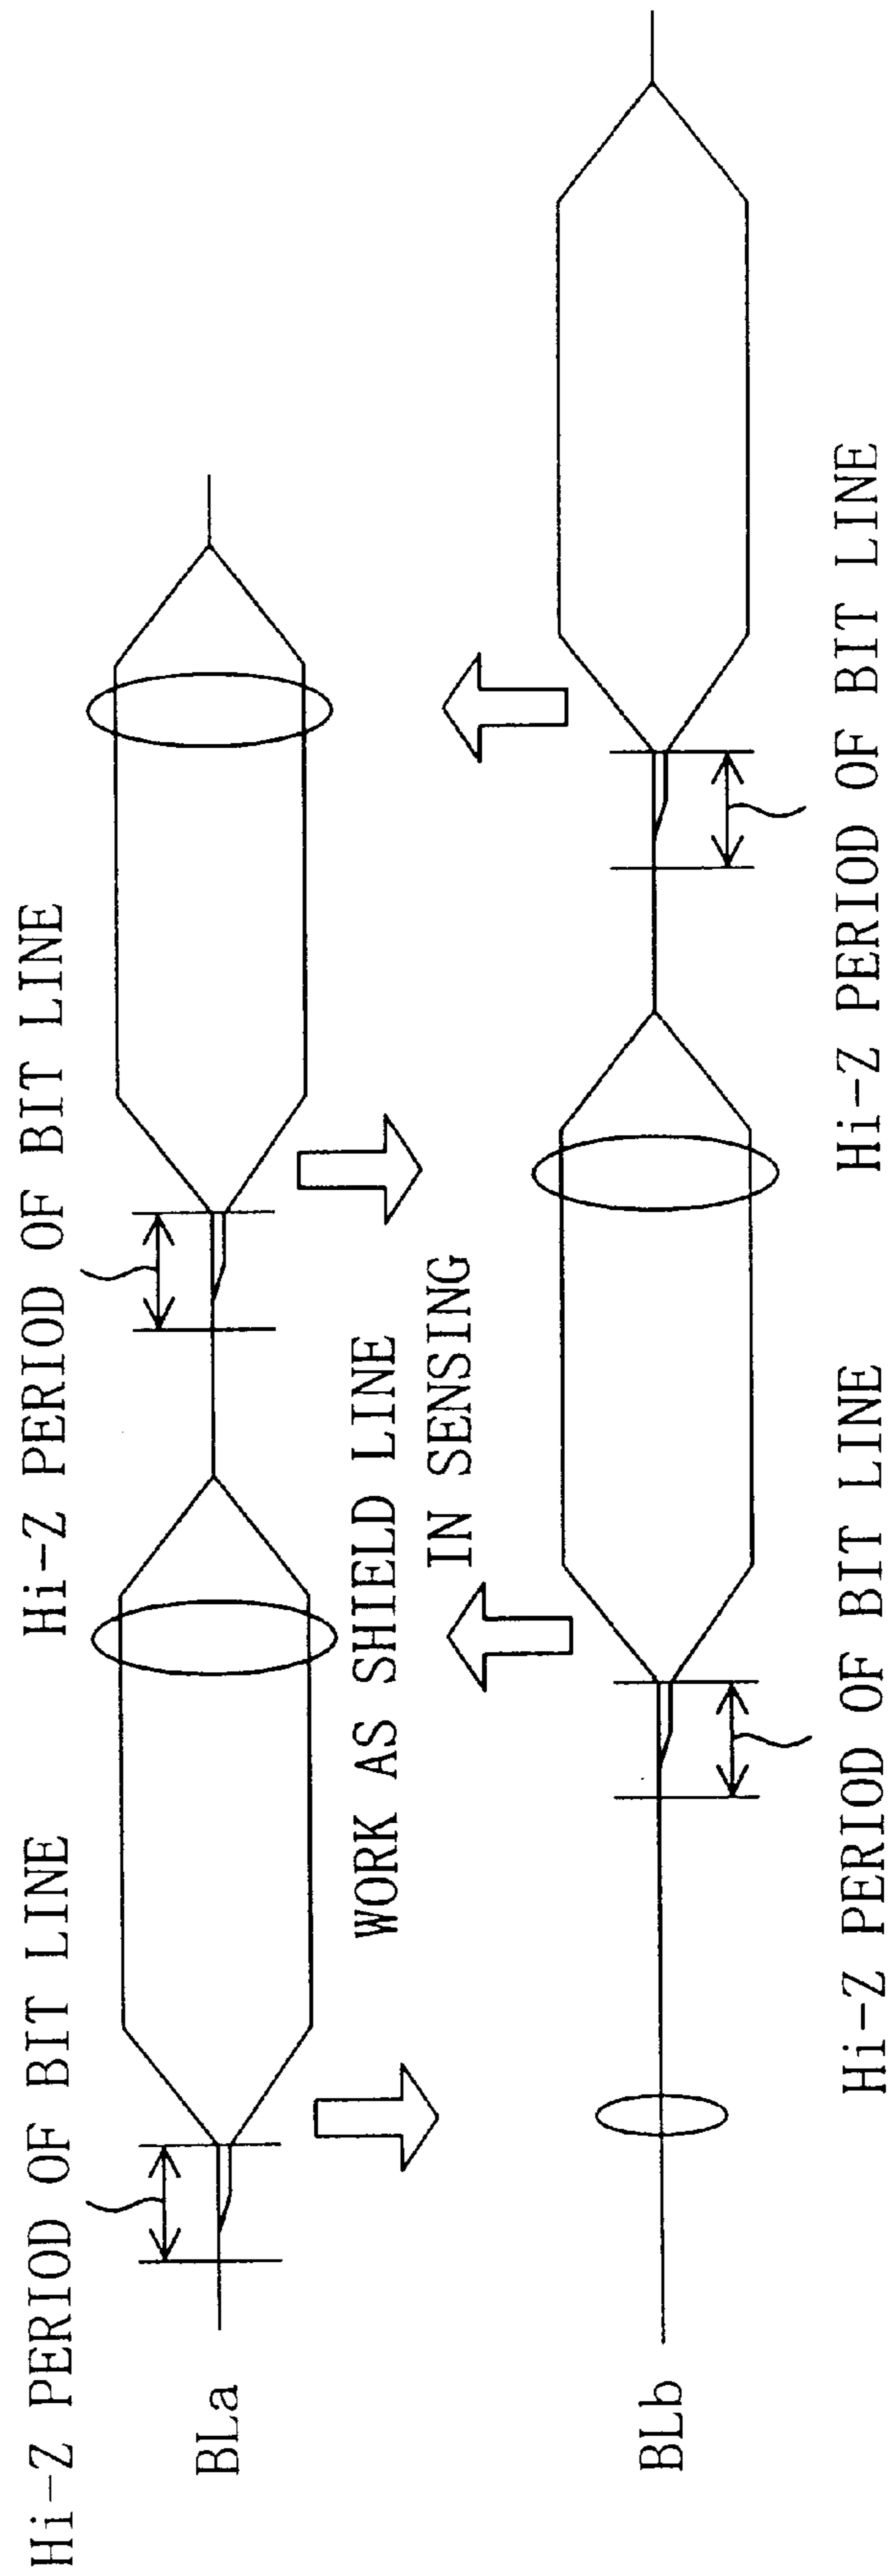 Hi-Z PERIOD OF BIT LINE
Hi-Z PERIOD OF BIT LINE
BLa
WORK AS SHIELD LINE
IN SENSING
BLb
Hi-Z PERIOD OF BIT LINE
Hi-Z PERIOD OF BIT LINE